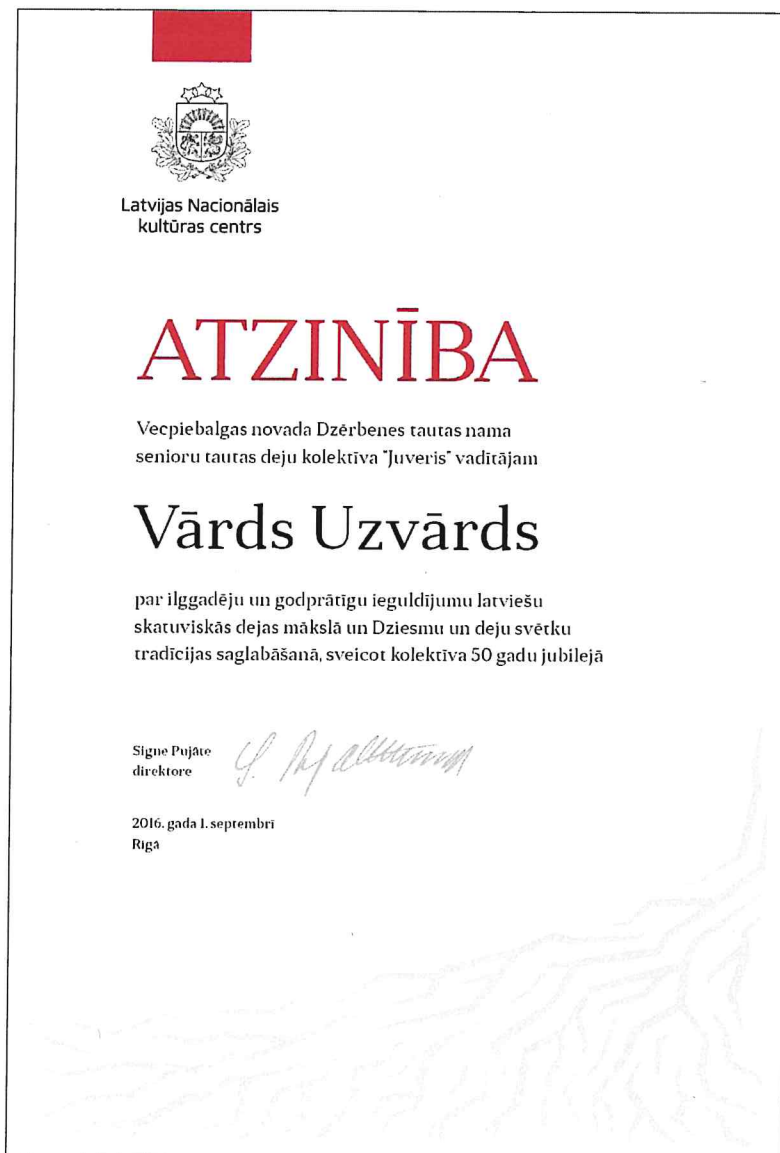 Latvijas Nacionālais
kultūras centrs
ATZINĪBA
Vecpiebalgas novada Dzērbenes tautas nama
senioru tautas deju kolektīva "Juveris" vadītājam
Vārds Uzvārds
par ilggadēju un godprātīgu ieguldījumu latviešu
skatuviskās dejas mākslā un Dziesmu un deju svētku
tradīcijas saglabāšanā, sveicot kolektīva 50 gadu jubilejā
Signe Pujāte
direktore
2016. gada 1. septembrī
Rīgā